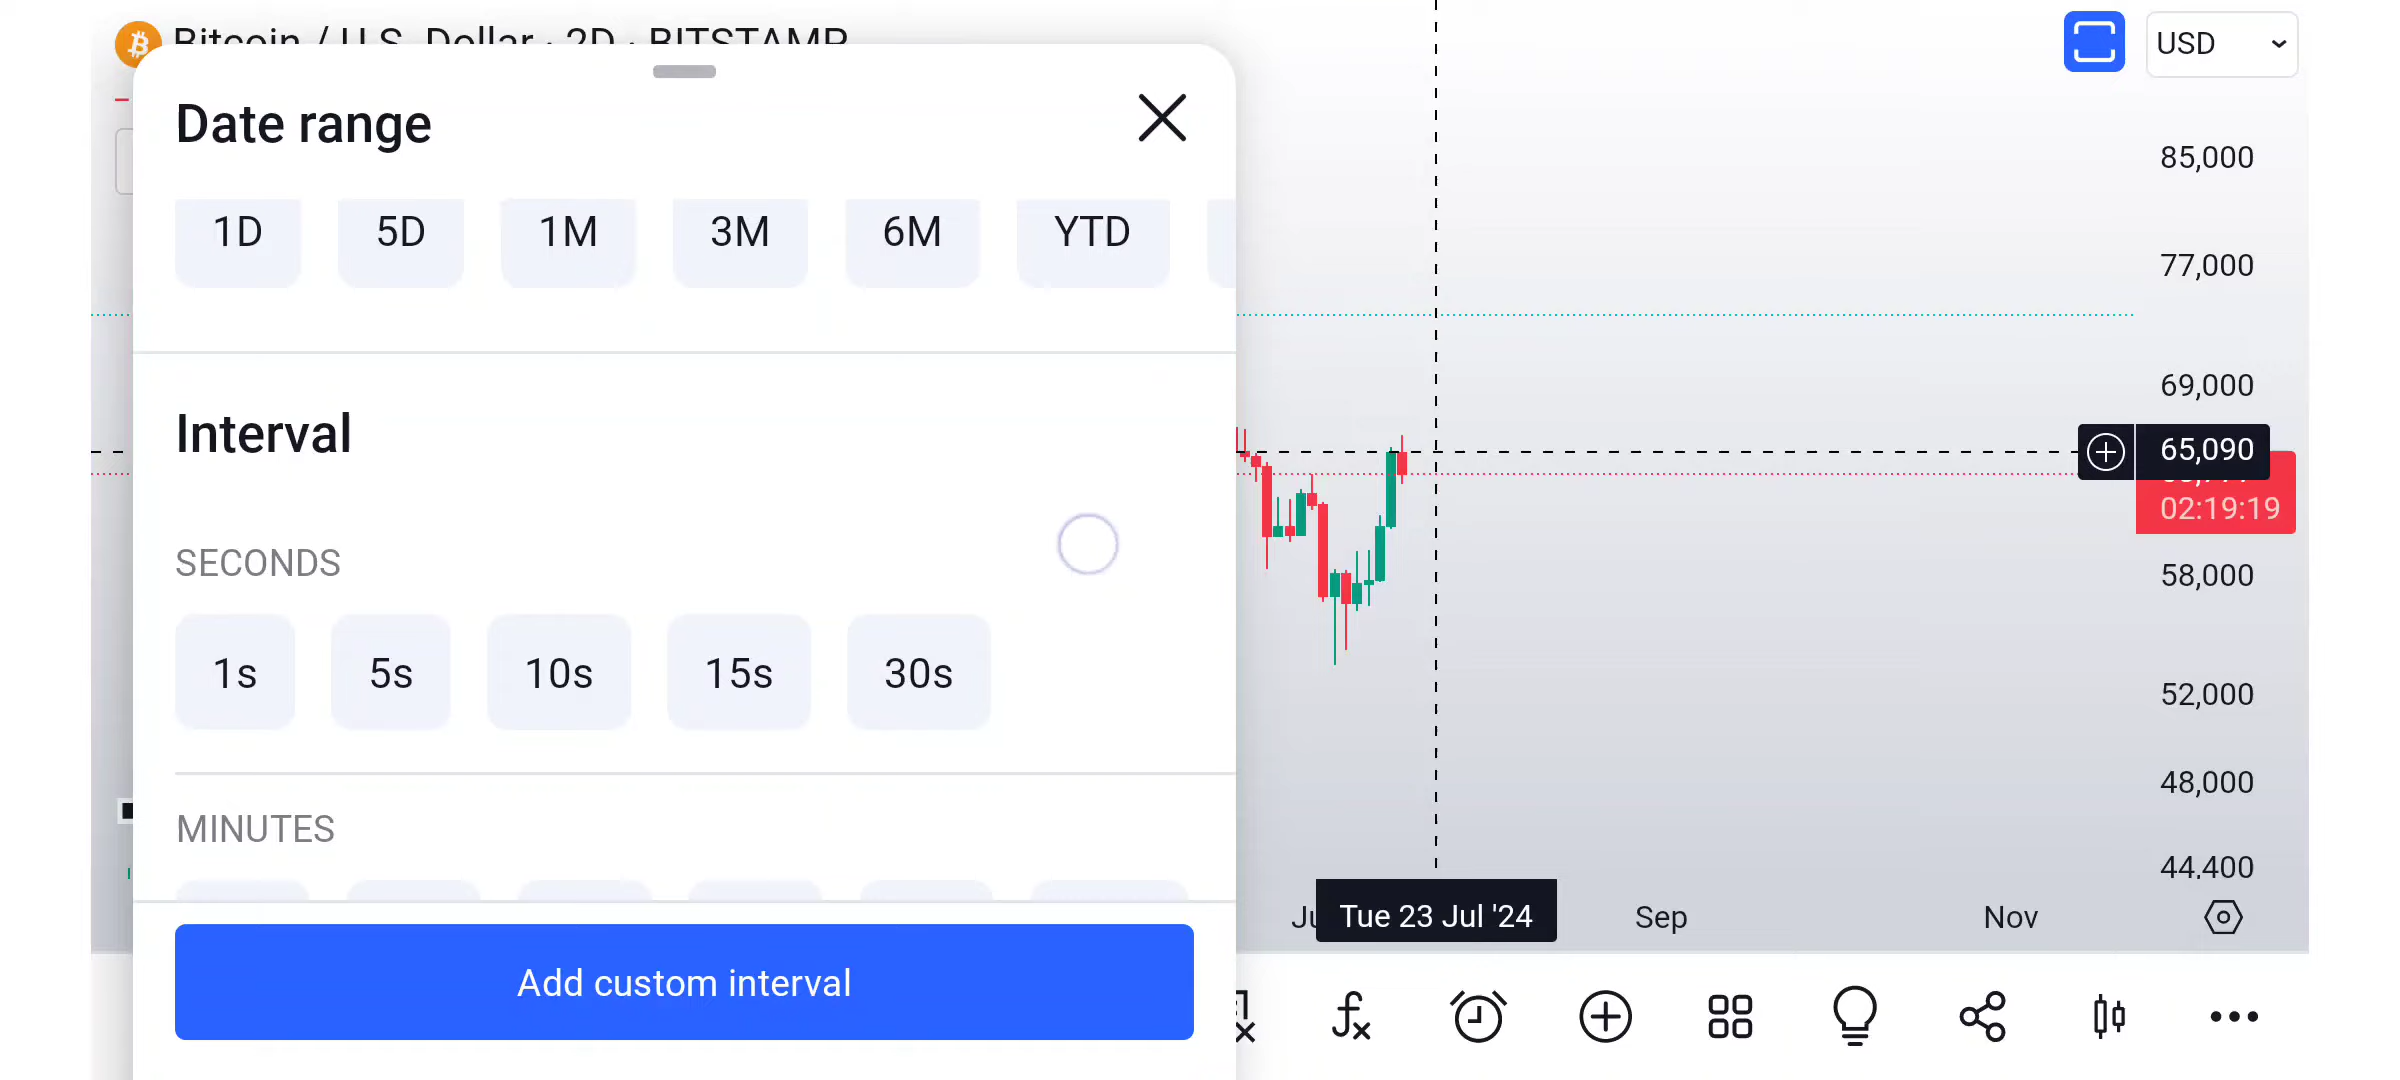 Bitcoin / U.S. Dollar · 2D · BITSTAMP
USD
Date range
1D 5D 1M 3M 6M YTD
Interval
SECONDS
1s 5s 10s 15s 30s
MINUTES
Add custom interval
85,000
77,000
69,000
65,090
02:19:19
58,000
52,000
48,000
44,400
Tue 23 Jul '24 Sep Nov